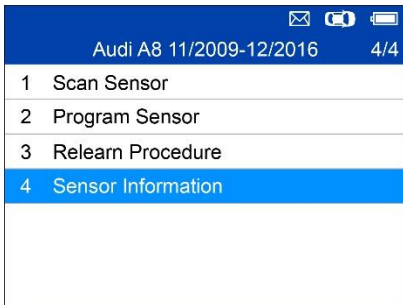 Audi A8 11/2009-12/2016 4/4
1 Scan Sensor
2 Program Sensor
3 Relearn Procedure
4 Sensor Information